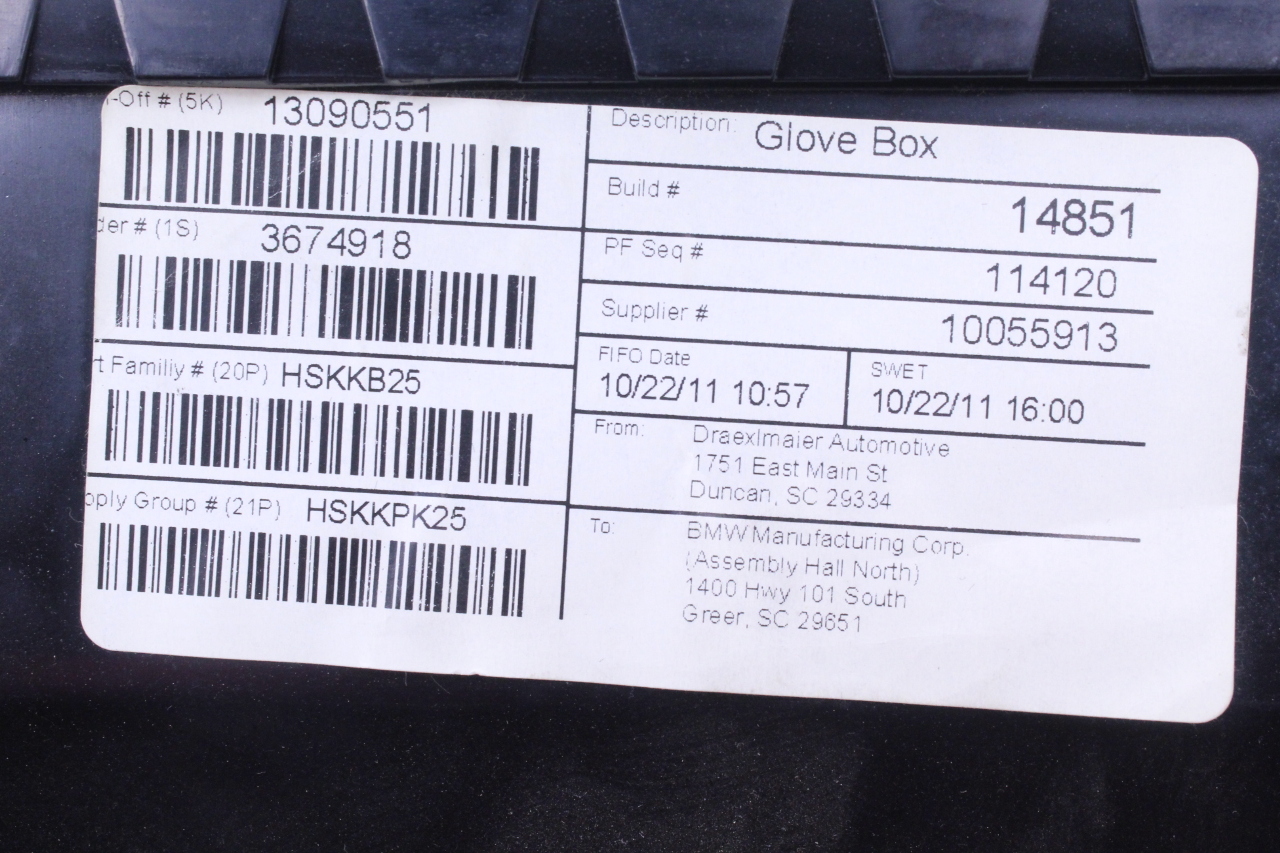 -Off # (5K) 13090551
der # (1S) 3674918
rt Familiy # (20P) HSKKB25
pply Group # (21P) HSKKPK25
Description: Glove Box
Build # 14851
PF Seq # 114120
Supplier # 10055913
FIFO Date
10/22/11 10:57
SWET
10/22/11 16:00
From: Draexlmaier Automotive
1751 East Main St
Duncan, SC 29334
To: BMW Manufacturing Corp.
(Assembly Hall North)
1400 Hwy 101 South
Greer, SC 29651